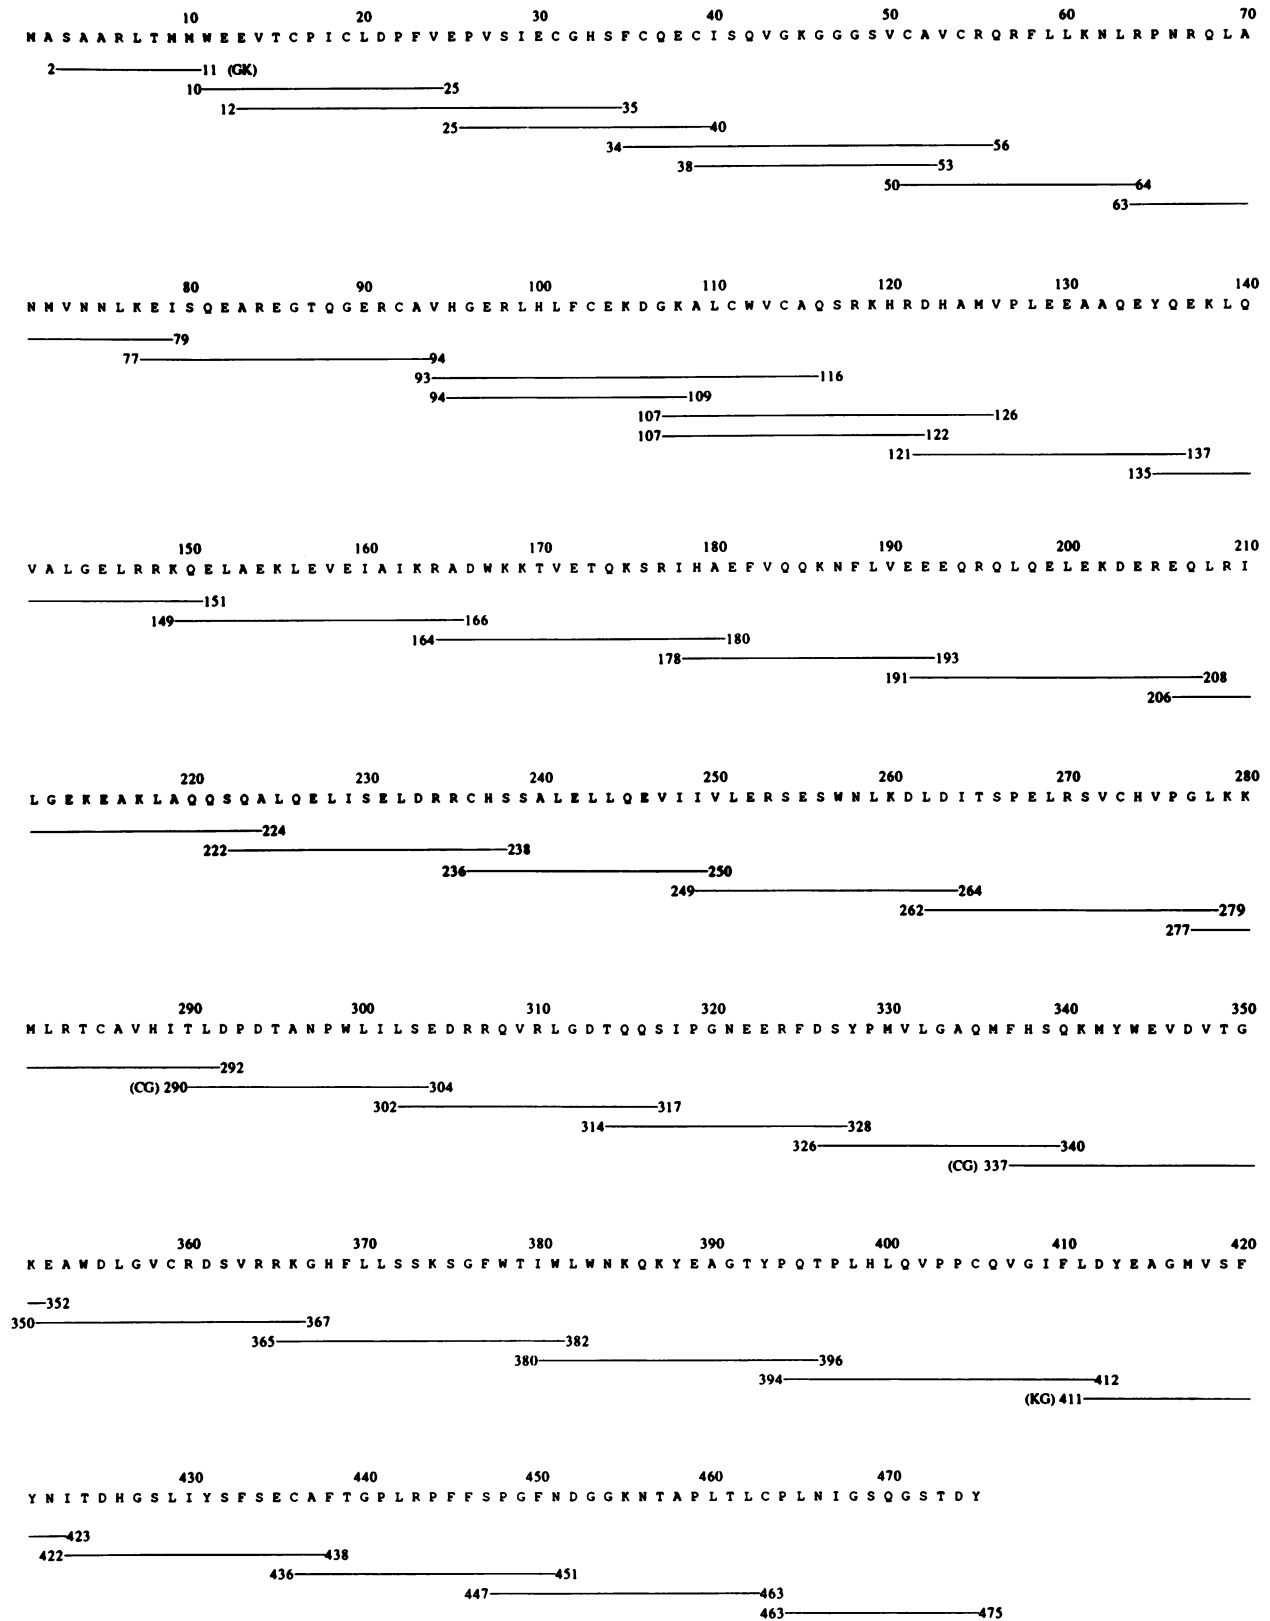 10 20 30 40 50 60 70
M A S A A R L T M M W E E V T C P I C L D P F V E P V S I E C G H S F C Q E C I S Q V G K G G G S V C A V C R Q R F L L K N L R P N R Q L A
2 11 (GK)
10 25
12 35
25 40
34 56
38 53
50 64
63
80 90 100 110 120 130 140
N M V N N L K E I S Q E A R E G T Q G E R C A V H G E R L H L F C E K D G K A L C W V C A Q S R K H R D H A M V P L E E A A Q E Y Q E K L Q
79
77 94
93 116
94 109
107 126
107 122
121 137
135
150 160 170 180 190 200 210
V A L G E L R R K Q E L A E K L E V E I A I K R A D W K K T V E T Q K S R I H A E F V Q Q K N F L V E E E Q R Q L Q E L E K D E R E Q L R I
151
149 166
164 180
178 193
191 208
206
220 230 240 250 260 270 280
L G E K E A K L A Q Q S Q A L Q E L I S E L D R R C H S S A L E L L Q E V I I V L E R S E S W N L K D L D I T S P E L R S V C H V P G L K K
224
222 238
236 250
249 264
262 279
277
290 300 310 320 330 340 350
M L R T C A V H I T L D P D T A N P W L I L S E D R R Q V R L G D T Q Q S I P G N E E R F D S Y P M V L G A Q M F H S Q K M Y W E V D V T G
292
(CG) 290 304
302 317
314 328
326 340
(CG) 337
360 370 380 390 400 410 420
K E A W D L G V C R D S V R R K G H F L L S S K S G F W T I W L W N K Q K Y E A G T Y P Q T P L H L Q V P P C Q V G I F L D Y E A G M V S F
352
350 367
365 382
380 396
394 412
(KG) 411
430 440 450 460 470
Y N I T D H G S L I Y S F S E C A F T G P L R P F F S P G F N D G G K N T A P L T L C P L N I G S Q G S T D Y
423
422 438
436 451
447 463
463 475